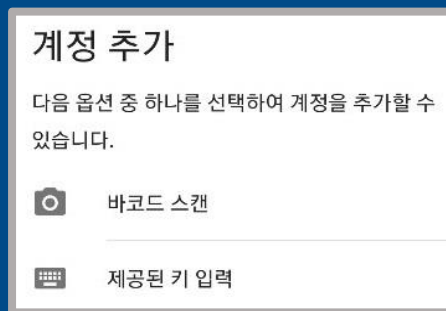 계정 추가
다음 옵션 중 하나를 선택하여 계정을 추가할 수
있습니다.
바코드 스캔
제공된 키 입력